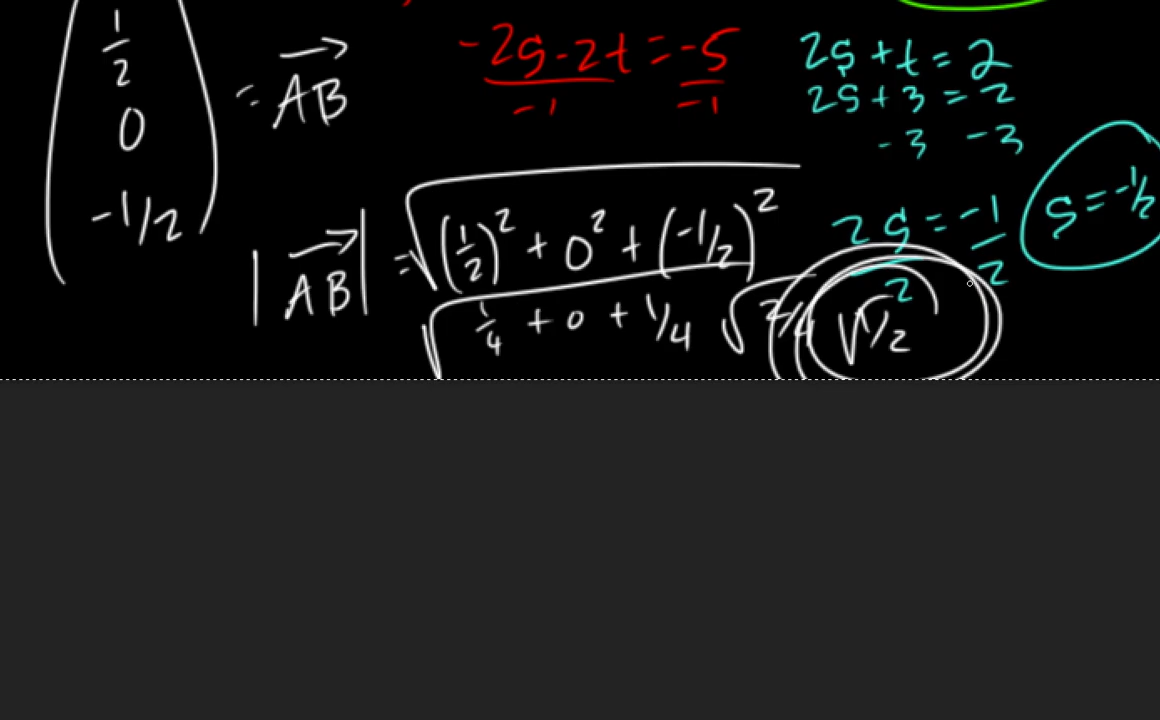 (1/2
0
-1/2) = →AB
-2s-2t = -5
-1 -1
2s + t = 2
2s + 3 = 2
-3 -3
2s = -1
2 2
s = -1/2
|→AB| = √((1/2)² + 0² + (-1/2)²)
√(1/4 + 0 + 1/4) √(2/4) √(1/2)